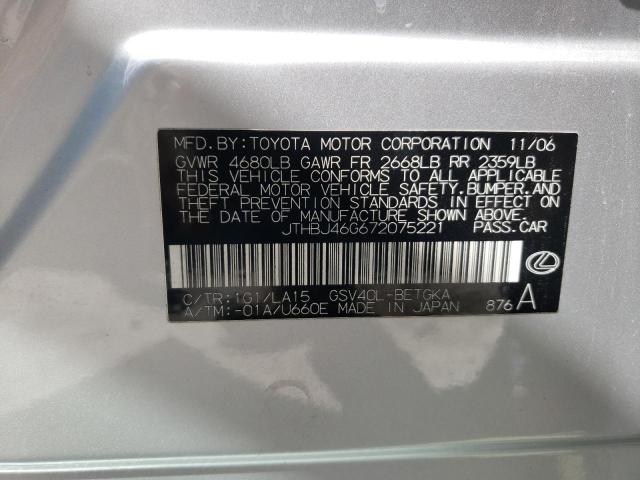 MFD. BY: TOYOTA MOTOR CORPORATION 11/06
GVWR 4680LB GAWR FR 2668LB RR 2359LB
THIS VEHICLE CONFORMS TO ALL APPLICABLE
FEDERAL MOTOR VEHICLE SAFETY, BUMPER, AND
THEFT PREVENTION STANDARDS IN EFFECT ON
THE DATE OF MANUFACTURE SHOWN ABOVE.
JTHBJ46G672075221 PASS. CAR
C/TR: 1G1/LA15 GSV40L-BETGKA
A/TM: -01A/U660E MADE IN JAPAN 876 A